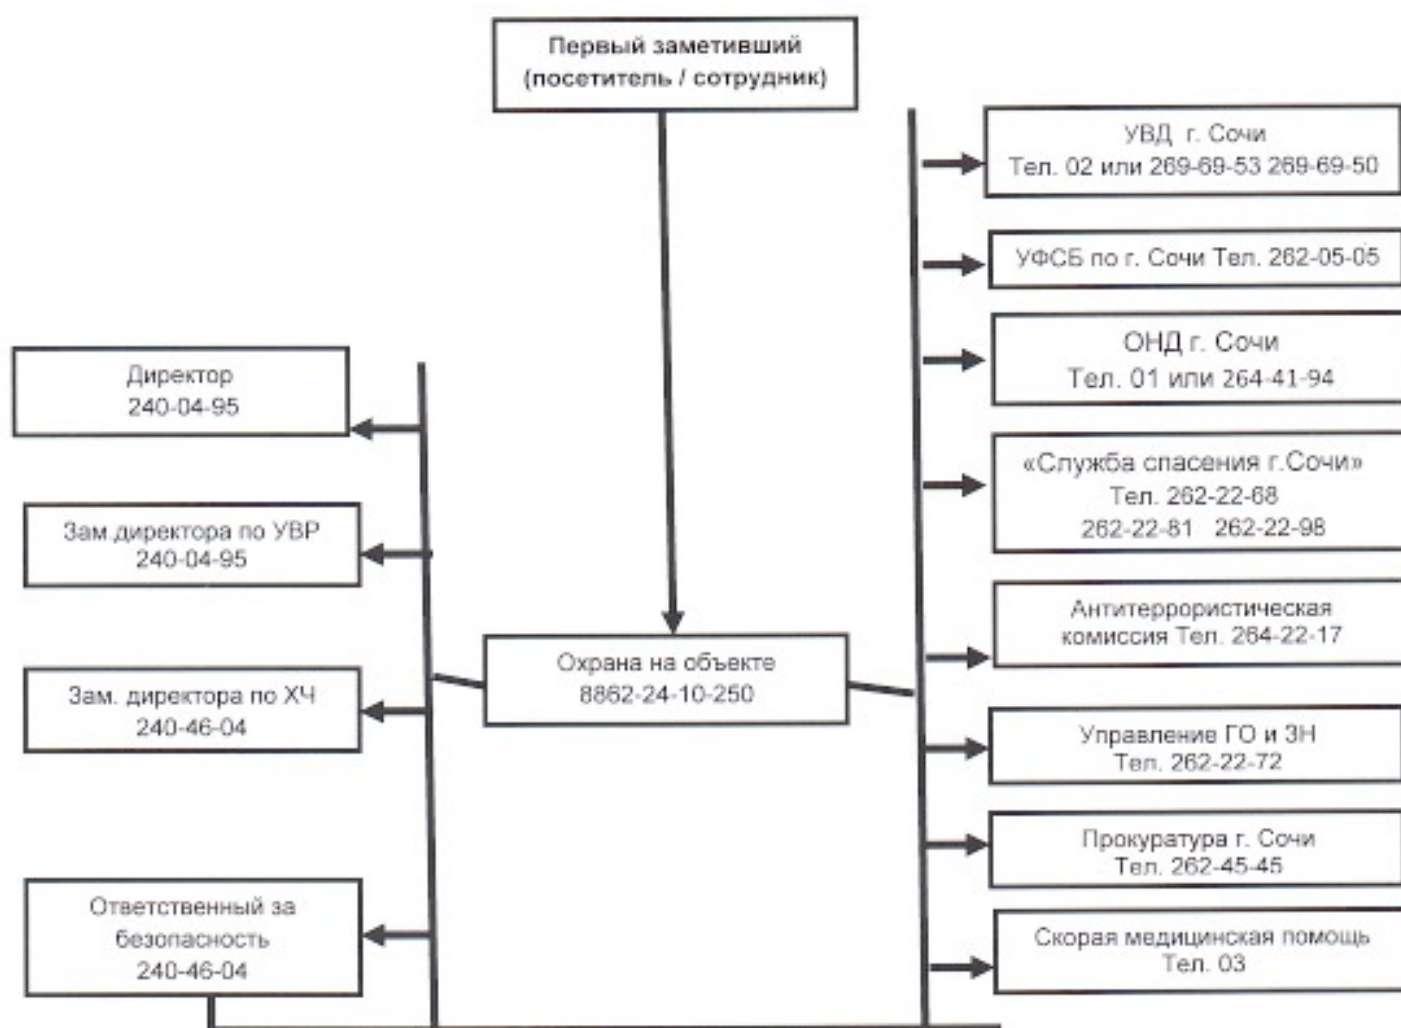 Первый заметивший
(посетитель / сотрудник)
УВД г. Сочи
Тел. 02 или 269-69-53 269-69-50
УФСБ по г. Сочи Тел. 262-05-05
ОНД г. Сочи
Тел. 01 или 264-41-94
«Служба спасения г.Сочи»
Тел. 262-22-68
262-22-81 262-22-98
Антитеррористическая
комиссия Тел. 264-22-17
Управление ГО и ЗН
Тел. 262-22-72
Прокуратура г. Сочи
Тел. 262-45-45
Скорая медицинская помощь
Тел. 03
Охрана на объекте
8862-24-10-250
Директор
240-04-95
Зам.директора по УВР
240-04-95
Зам. директора по ХЧ
240-46-04
Ответственный за
безопасность
240-46-04